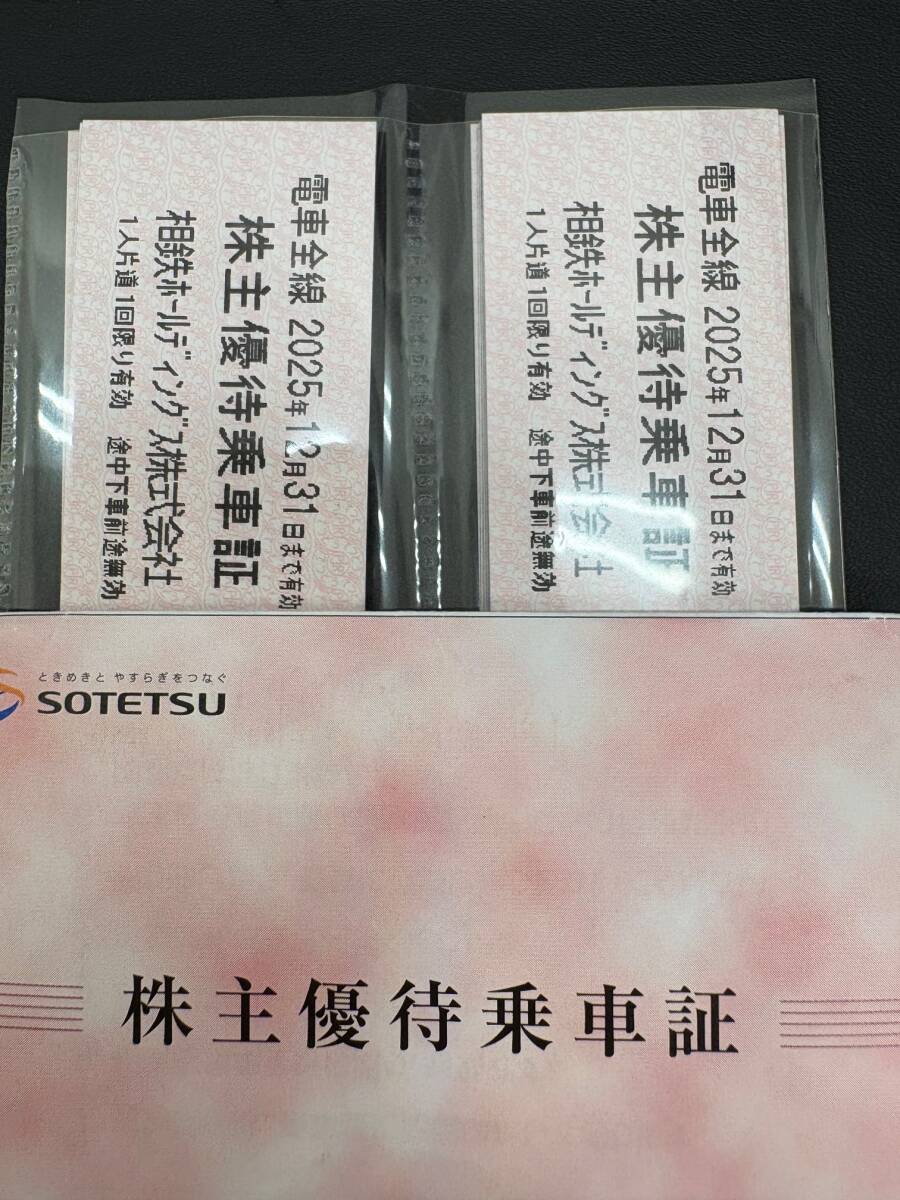 電車全線 2025年12月31日まで有効
株主優待乗車証
相鉄ホールディングス株式会社
1人片道1回限り有効 途中下車前途無効
電車全線 2025年12月31日まで有効
株主優待乗車証
相鉄ホールディングス株式会社
1人片道1回限り有効 途中下車前途無効
ときめきと やすらぎをつなぐ
SOTETSU
株主優待乗車証